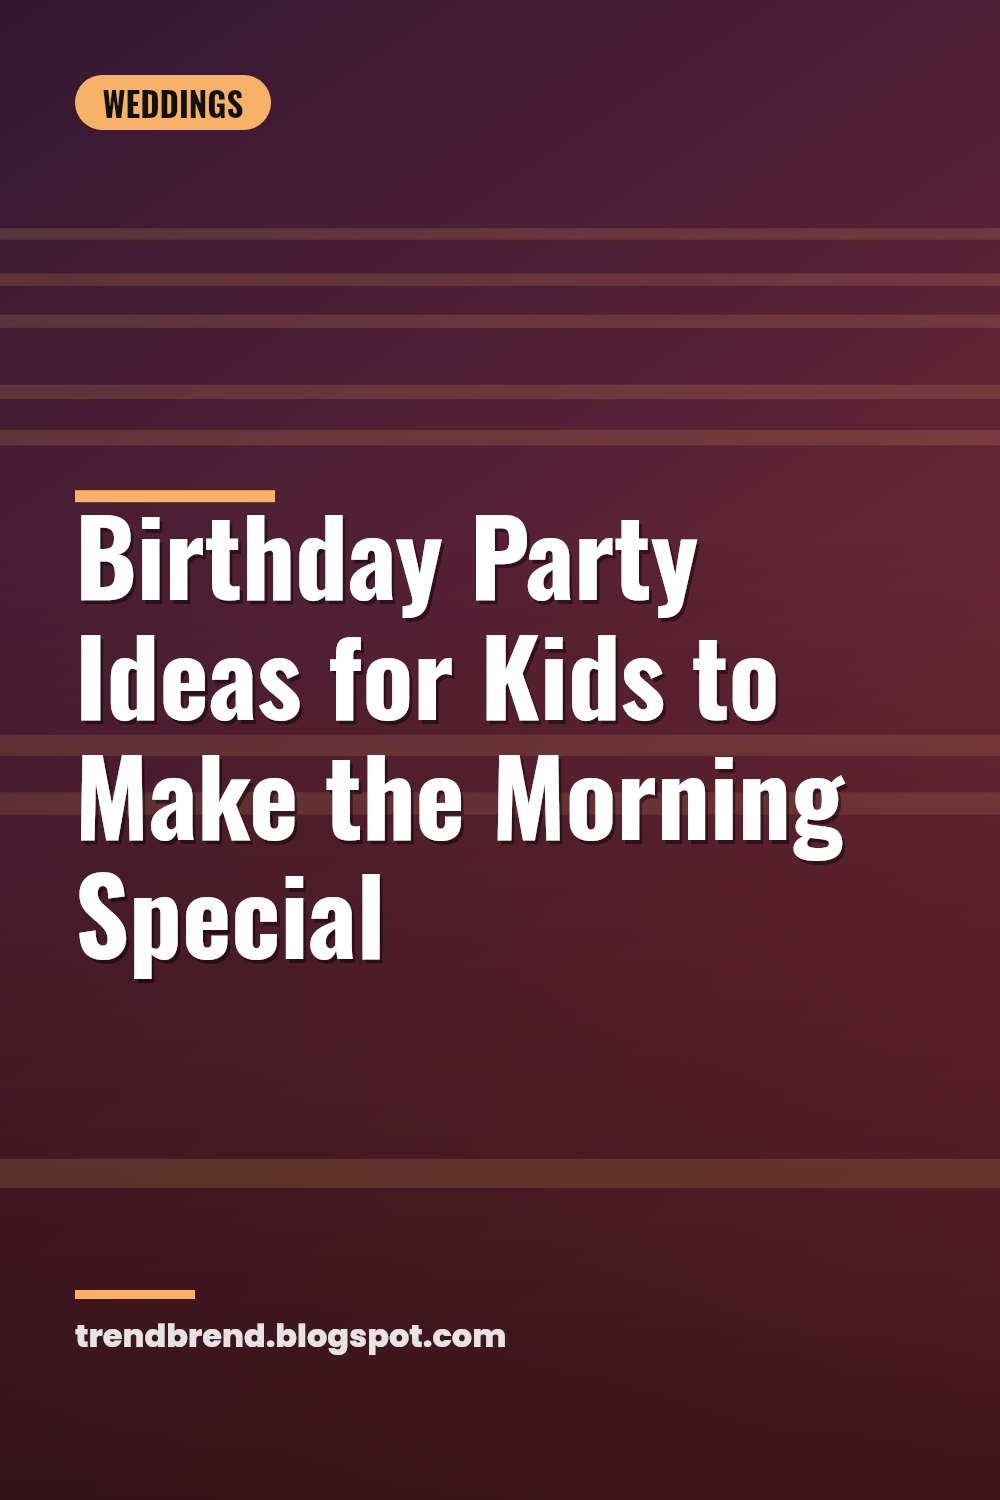 WEDDINGS
Birthday Party
Ideas for Kids to
Make the Morning
Special
trendbrend.blogspot.com